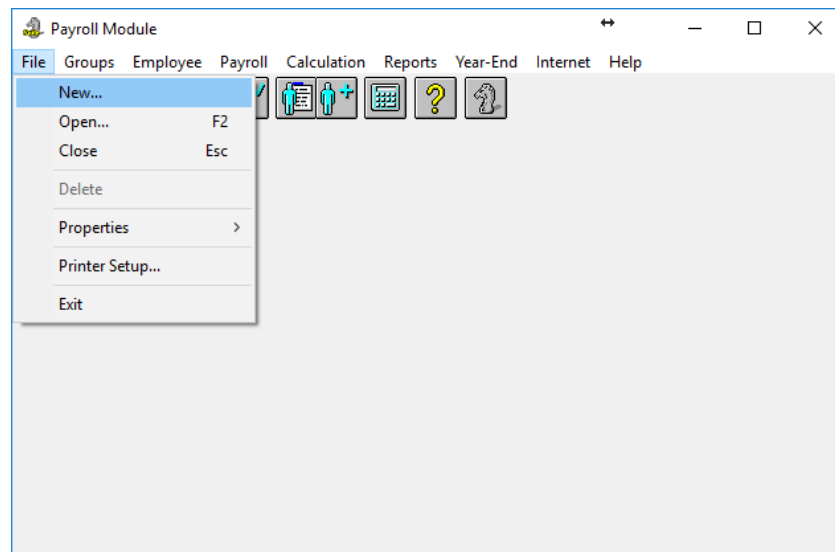 Payroll Module
File Groups Employee Payroll Calculation Reports Year-End Internet Help
New...
Open... F2
Close Esc
Delete
Properties >
Printer Setup...
Exit